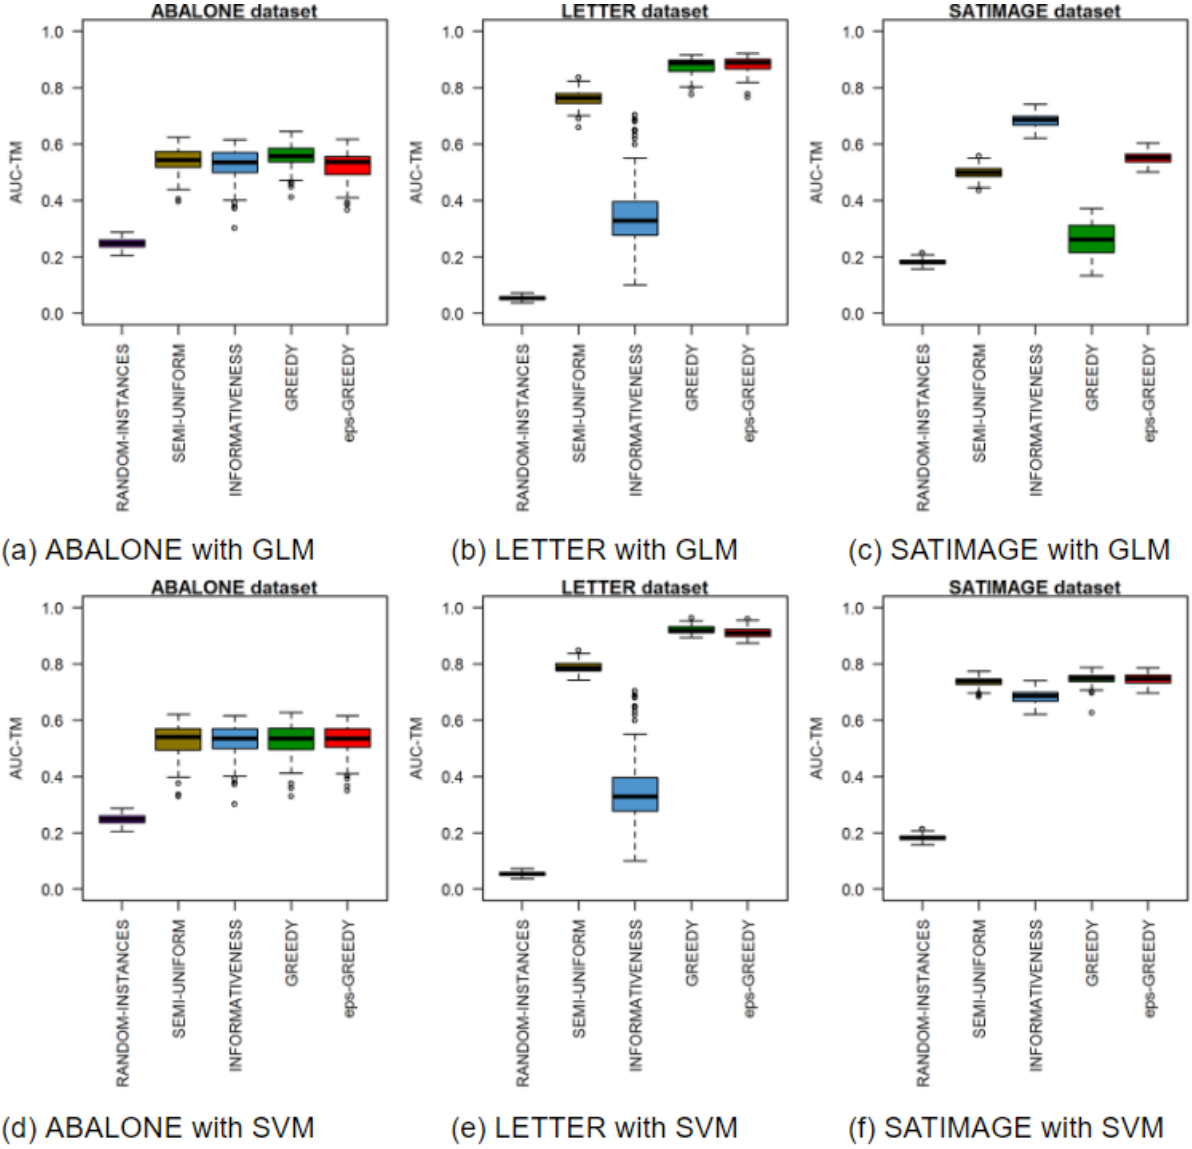 ABALONE dataset
1.0
0.8
0.6
0.4
0.2
0.0
AUC-TM
RANDOM-INSTANCES
SEMI-UNIFORM
INFORMATIVENESS
GREEDY
eps-GREEDY
(a) ABALONE with GLM
LETTER dataset
1.0
0.8
0.6
0.4
0.2
0.0
AUC-TM
RANDOM-INSTANCES
SEMI-UNIFORM
INFORMATIVENESS
GREEDY
eps-GREEDY
(b) LETTER with GLM
SATIMAGE dataset
1.0
0.8
0.6
0.4
0.2
0.0
AUC-TM
RANDOM-INSTANCES
SEMI-UNIFORM
INFORMATIVENESS
GREEDY
eps-GREEDY
(c) SATIMAGE with GLM
ABALONE dataset
1.0
0.8
0.6
0.4
0.2
0.0
AUC-TM
RANDOM-INSTANCES
SEMI-UNIFORM
INFORMATIVENESS
GREEDY
eps-GREEDY
(d) ABALONE with SVM
LETTER dataset
1.0
0.8
0.6
0.4
0.2
0.0
AUC-TM
RANDOM-INSTANCES
SEMI-UNIFORM
INFORMATIVENESS
GREEDY
eps-GREEDY
(e) LETTER with SVM
SATIMAGE dataset
1.0
0.8
0.6
0.4
0.2
0.0
AUC-TM
RANDOM-INSTANCES
SEMI-UNIFORM
INFORMATIVENESS
GREEDY
eps-GREEDY
(f) SATIMAGE with SVM